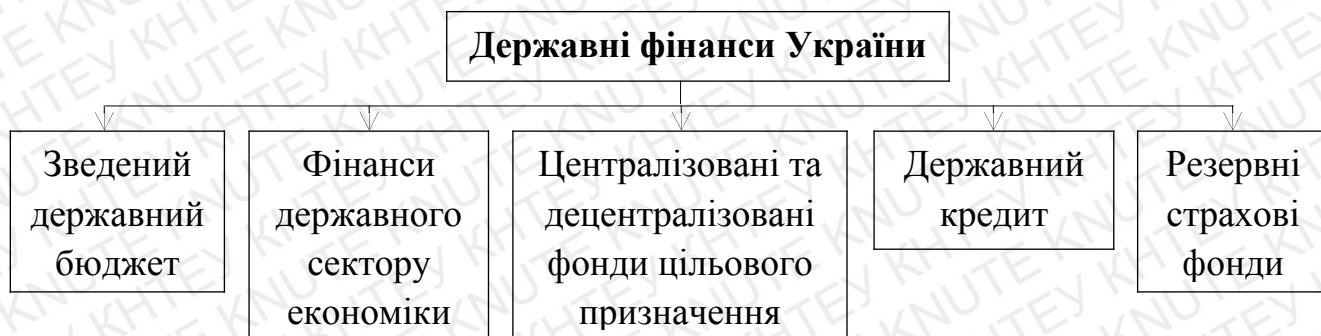 Державні фінанси України
Зведений
державний
бюджет
Фінанси
державного
сектору
економіки
Централізовані та
децентралізовані
фонди цільового
призначення
Державний
кредит
Резервні
страхові
фонди